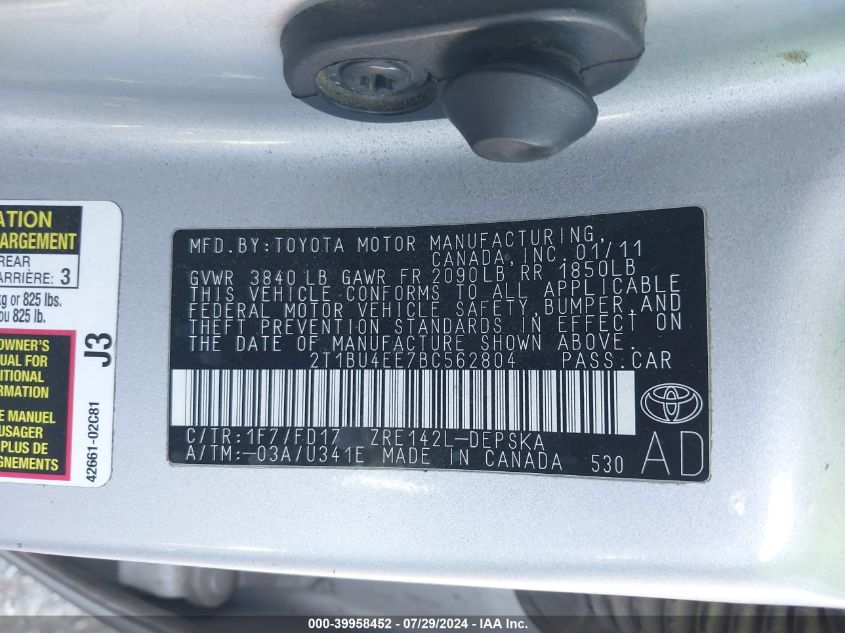 ATION
ARGEMENT
REAR
ARRIÈRE: 3
kg or 825 lbs.
ou 825 lb.
OWNER'S
UAL FOR
ITIONAL
RMATION
LE MANUEL
USAGER
PLUS DE
IGNEMENTS
J3
42661-02C81
MFD.BY:TOYOTA MOTOR MANUFACTURING
CANADA,INC.01/11
GVWR 3840LB GAWR FR 2090LB,RR 1850LB
THIS VEHICLE CONFORMS TO ALL APPLICABLE
FEDERAL MOTOR VEHICLE SAFETY,BUMPER,AND
THEFT PREVENTION STANDARDS IN EFFECT ON
THE DATE OF MANUFACTURE SHOWN ABOVE.
2T1BU4EE7BC562804 PASS.CAR
C/TR:1F7/FD17 ZRE142L-DEPSKA
A/TM:-03A/U341E MADE IN CANADA 530
AD
000-39958452 - 07/29/2024 - IAA Inc.